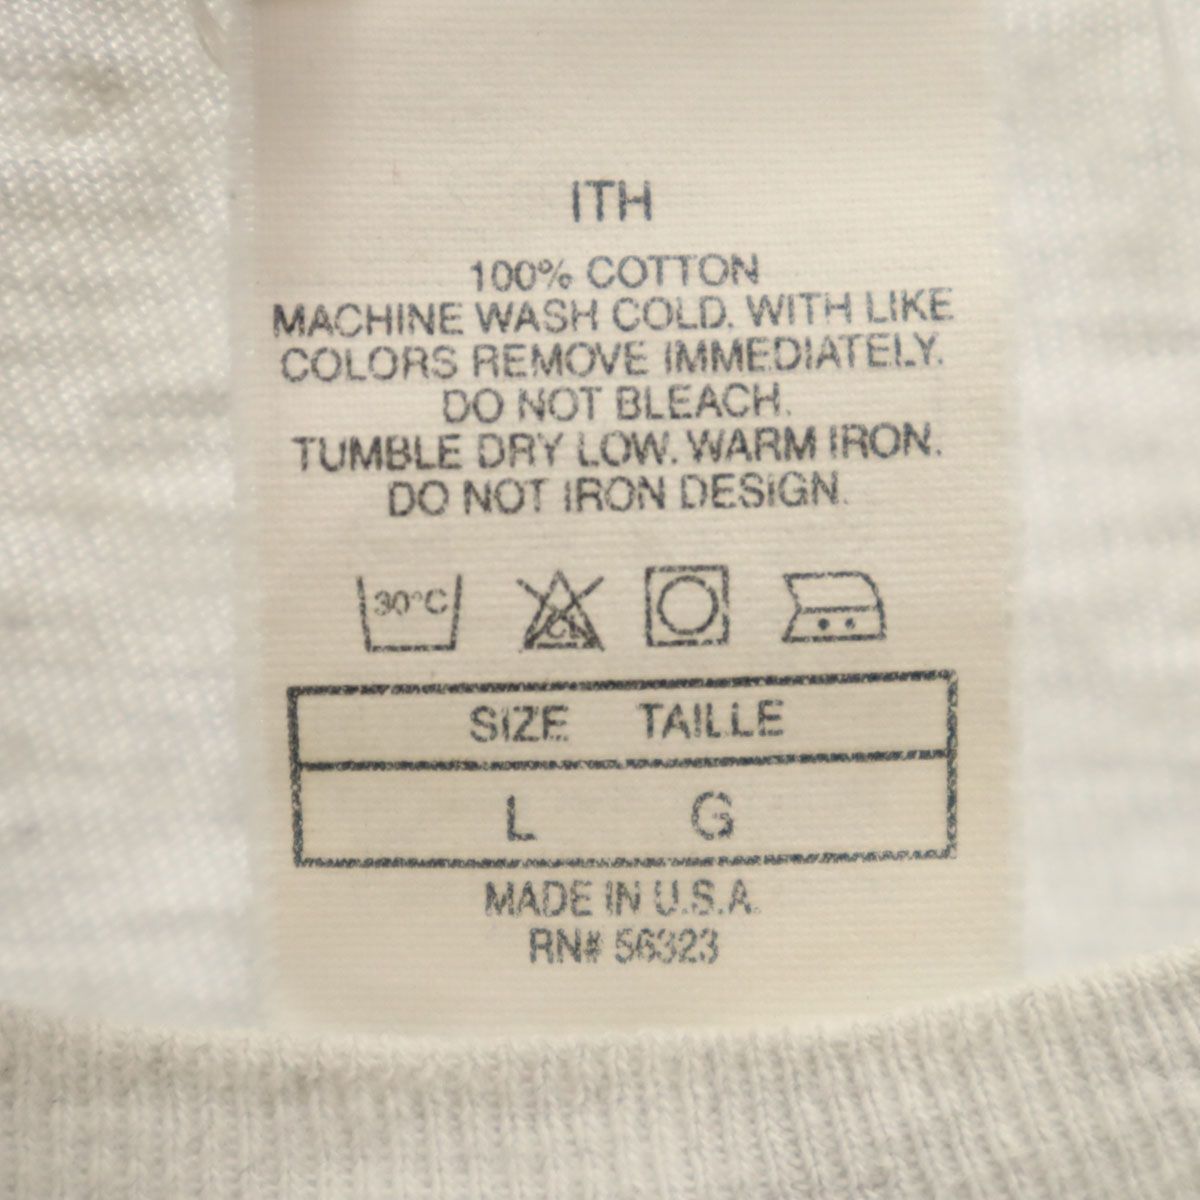 ITH
100% COTTON
MACHINE WASH COLD. WITH LIKE
COLORS REMOVE IMMEDIATELY.
DO NOT BLEACH.
TUMBLE DRY LOW. WARM IRON.
DO NOT IRON DESIGN.
30°C CL
SIZE TAILLE
L G
MADE IN U.S.A.
RN# 56323